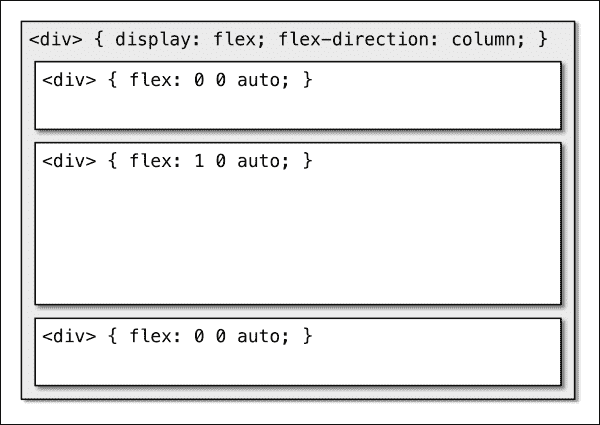 <div> { display: flex; flex-direction: column; }
<div> { flex: 0 0 auto; }
<div> { flex: 1 0 auto; }
<div> { flex: 0 0 auto; }